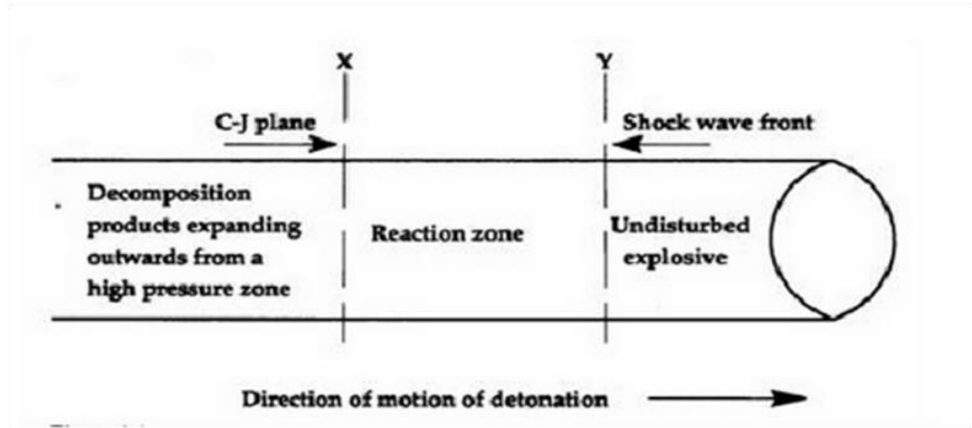 X
Y
C-J plane
Shock wave front
Decomposition
products expanding
outwards from a
high pressure zone
Reaction zone
Undisturbed
explosive
Direction of motion of detonation